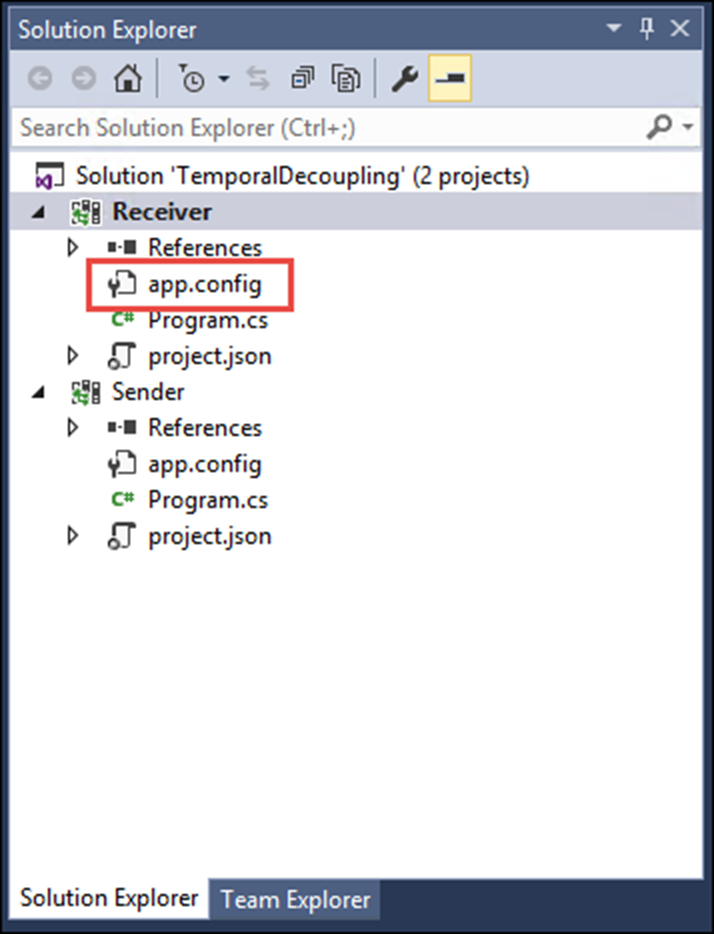 Solution Explorer
Search Solution Explorer (Ctrl+;)
Solution 'TemporalDecoupling' (2 projects)
Receiver
References
app.config
C# Program.cs
project.json
Sender
References
app.config
C# Program.cs
project.json
Solution Explorer Team Explorer